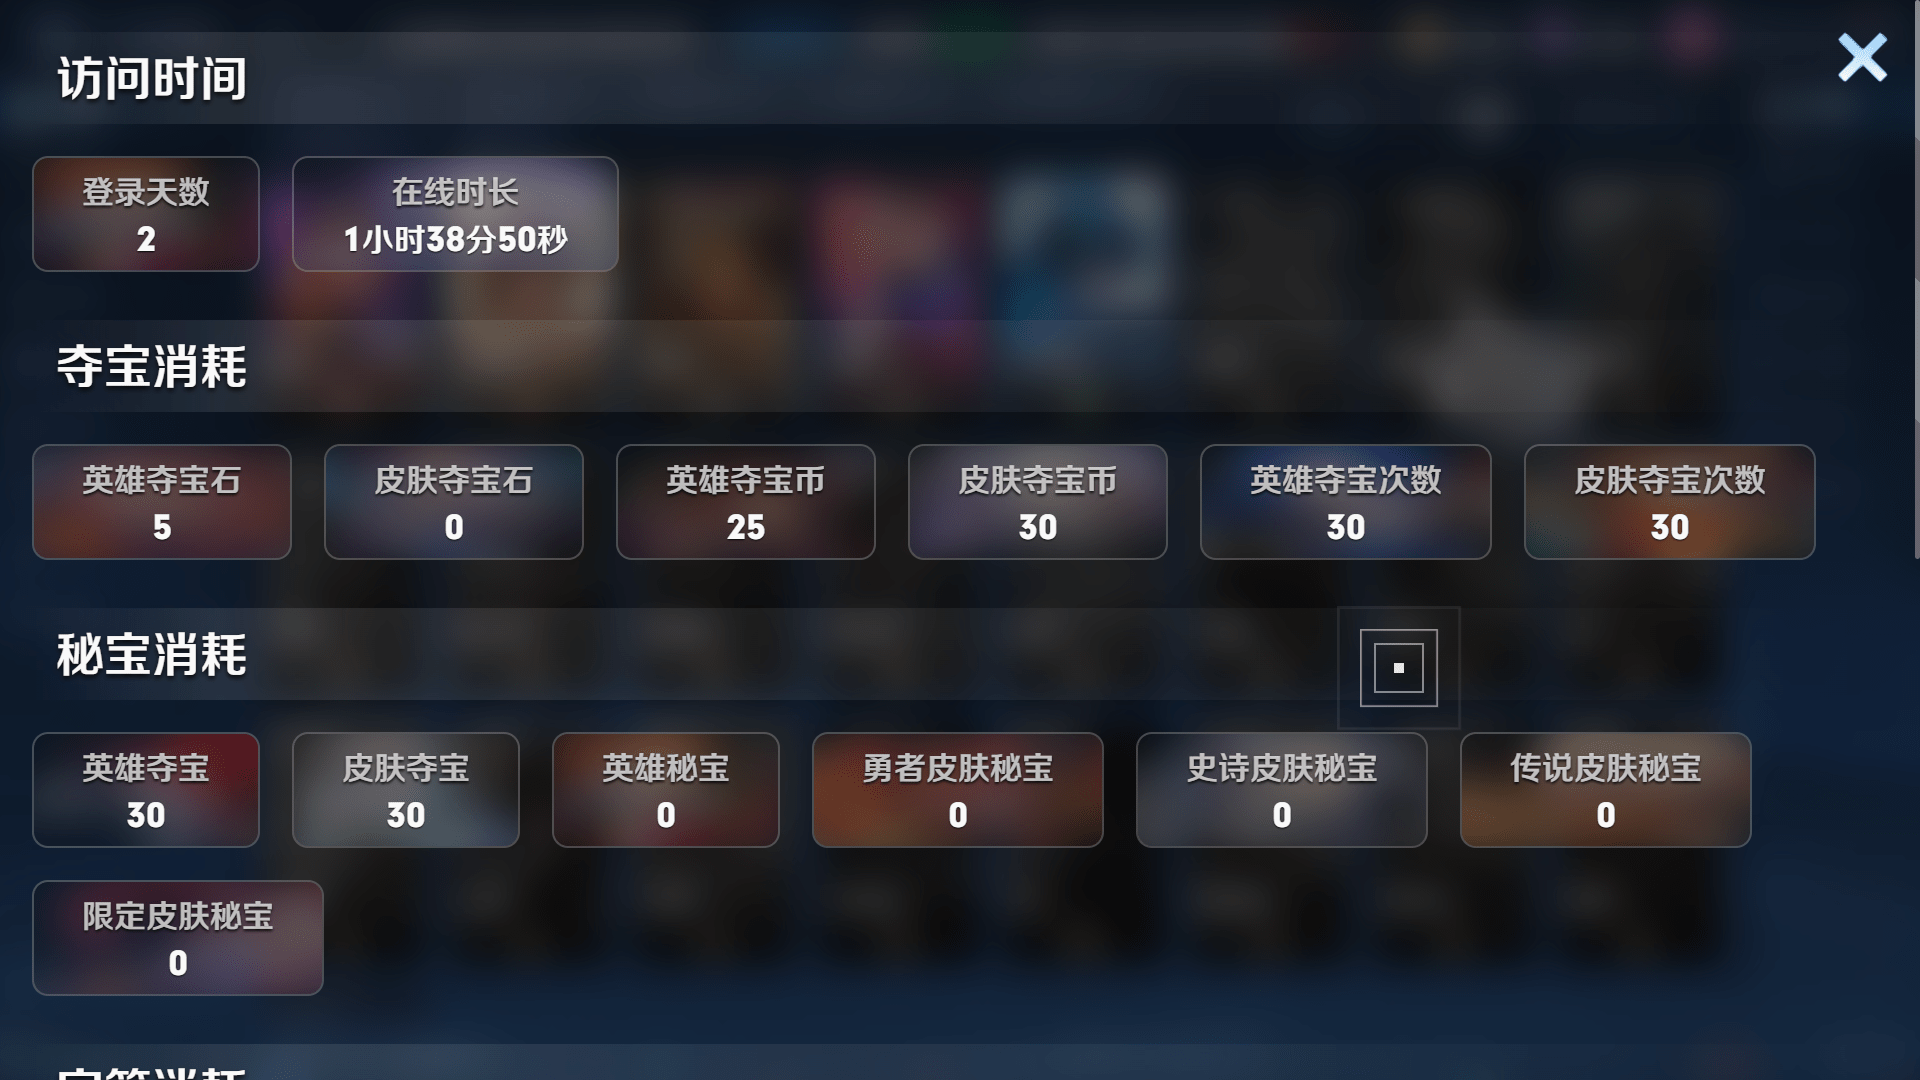 访问时间
登录天数
2
在线时长
1小时38分50秒
夺宝消耗
英雄夺宝石
5
皮肤夺宝石
0
英雄夺宝币
25
皮肤夺宝币
30
英雄夺宝次数
30
皮肤夺宝次数
30
秘宝消耗
英雄夺宝
30
皮肤夺宝
30
英雄秘宝
0
勇者皮肤秘宝
0
史诗皮肤秘宝
0
传说皮肤秘宝
0
限定皮肤秘宝
0